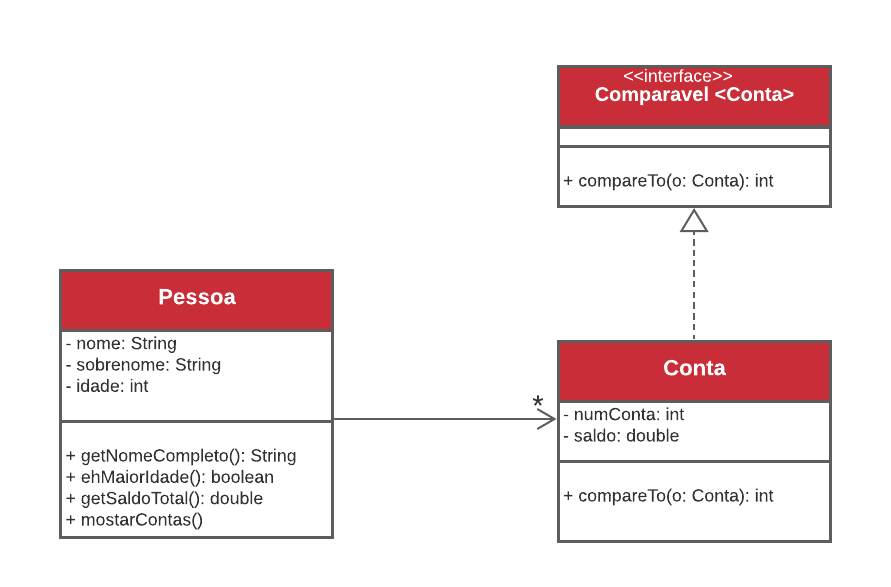 <<interface>>
Comparavel <Conta>
+ compareTo(o: Conta): int
Pessoa
- nome: String
- sobrenome: String
- idade: int
+ getNomeCompleto(): String
+ ehMaiorIdade(): boolean
+ getSaldoTotal(): double
+ mostarContas()
*
Conta
- numConta: int
- saldo: double
+ compareTo(o: Conta): int